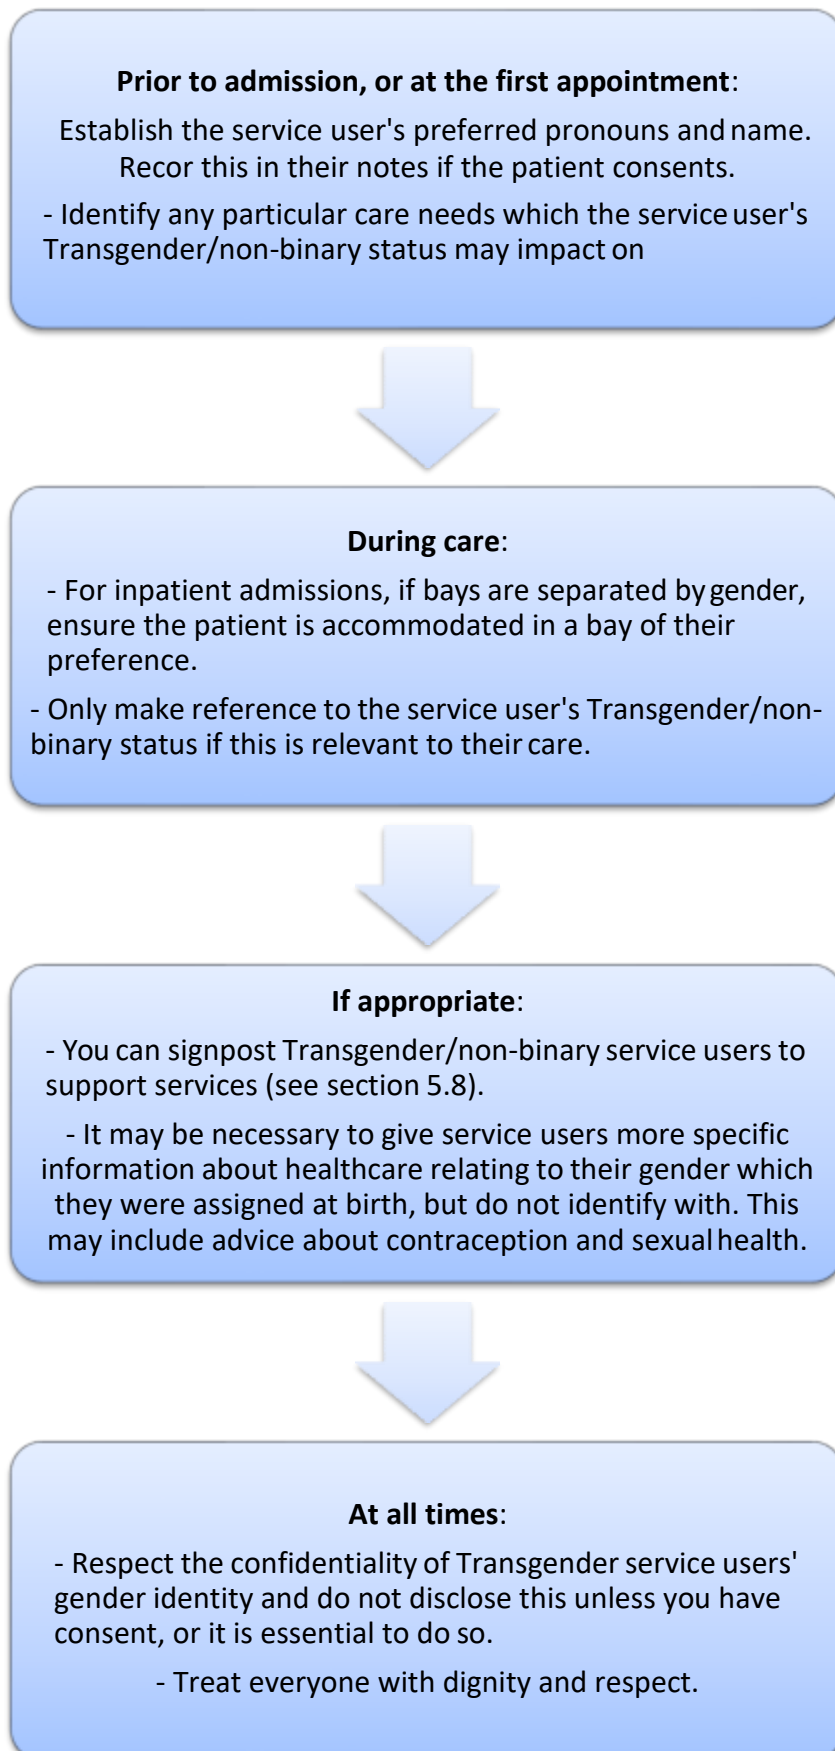 Prior to admission, or at the first appointment:
Establish the service user's preferred pronouns and name.
Recor this in their notes if the patient consents.
- Identify any particular care needs which the service user's
Transgender/non-binary status may impact on
During care:
- For inpatient admissions, if bays are separated by gender,
ensure the patient is accommodated in a bay of their
preference.
- Only make reference to the service user's Transgender/non-
binary status if this is relevant to their care.
If appropriate:
- You can signpost Transgender/non-binary service users to
support services (see section 5.8).
- It may be necessary to give service users more specific
information about healthcare relating to their gender which
they were assigned at birth, but do not identify with. This
may include advice about contraception and sexual health.
At all times:
- Respect the confidentiality of Transgender service users'
gender identity and do not disclose this unless you have
consent, or it is essential to do so.
- Treat everyone with dignity and respect.